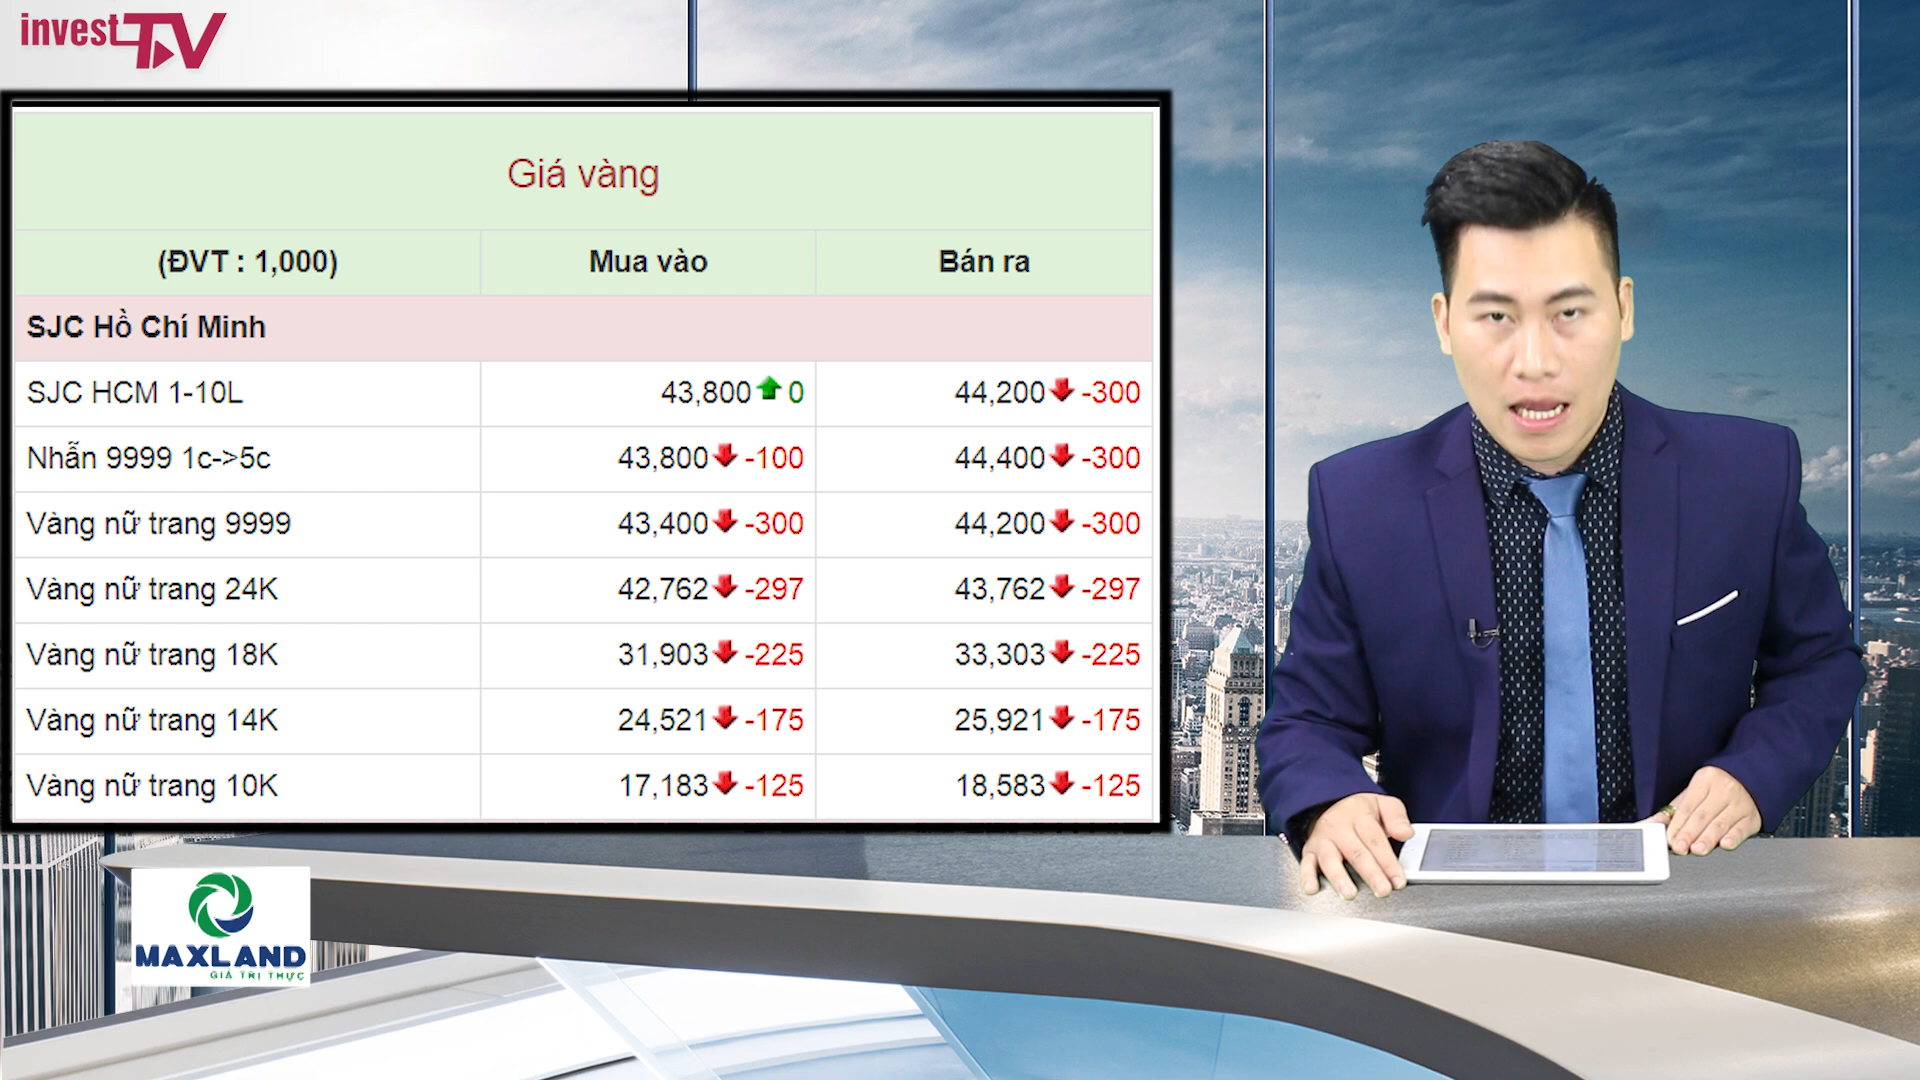 invest TV
Giá vàng
(ĐVT : 1,000) Mua vào Bán ra
SJC Hồ Chí Minh
SJC HCM 1-10L 43,800 0 44,200 -300
Nhẫn 9999 1c->5c 43,800 -100 44,400 -300
Vàng nữ trang 9999 43,400 -300 44,200 -300
Vàng nữ trang 24K 42,762 -297 43,762 -297
Vàng nữ trang 18K 31,903 -225 33,303 -225
Vàng nữ trang 14K 24,521 -175 25,921 -175
Vàng nữ trang 10K 17,183 -125 18,583 -125
MAXLAND
GIÁ TRỊ THỰC